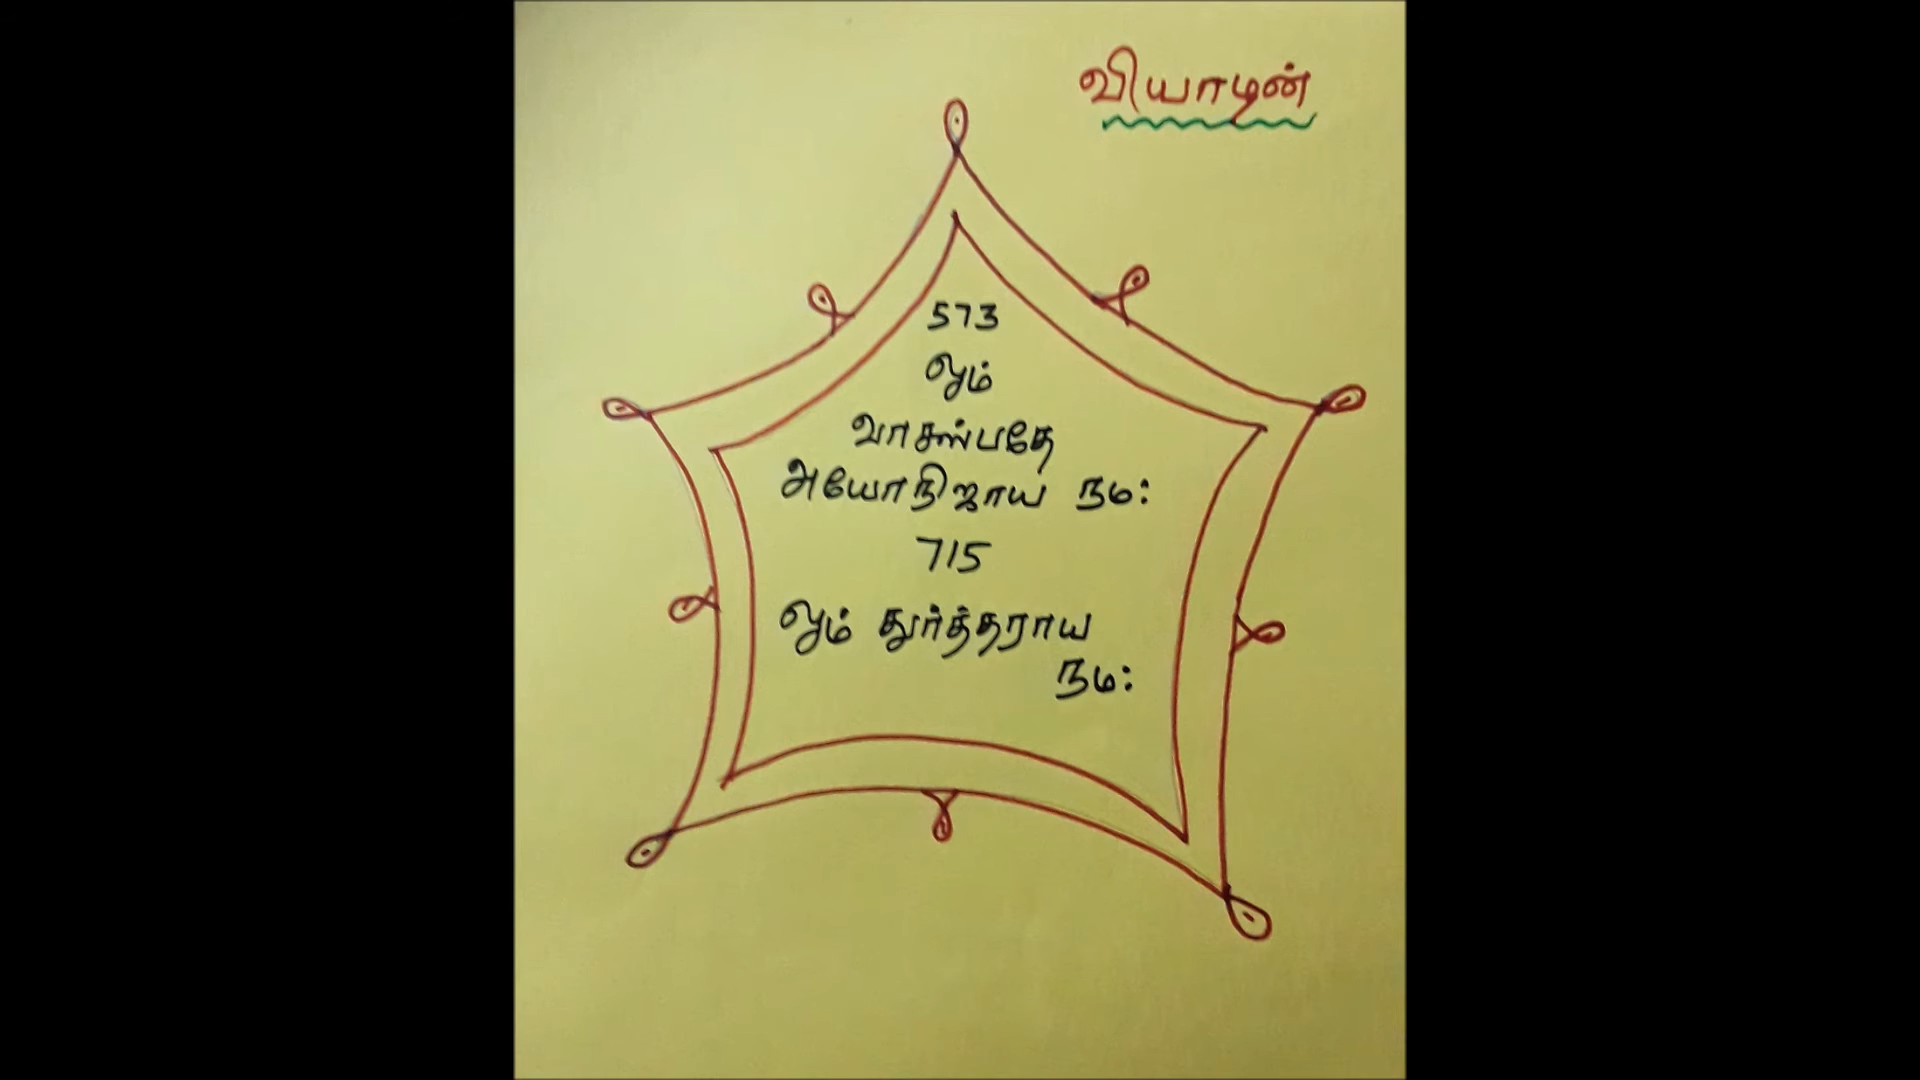 வியாழன்
573
ஓம்
வாசஸ்பதே
அயோநிஜாய நம:
715
ஓம் துர்த்தராய
நம: